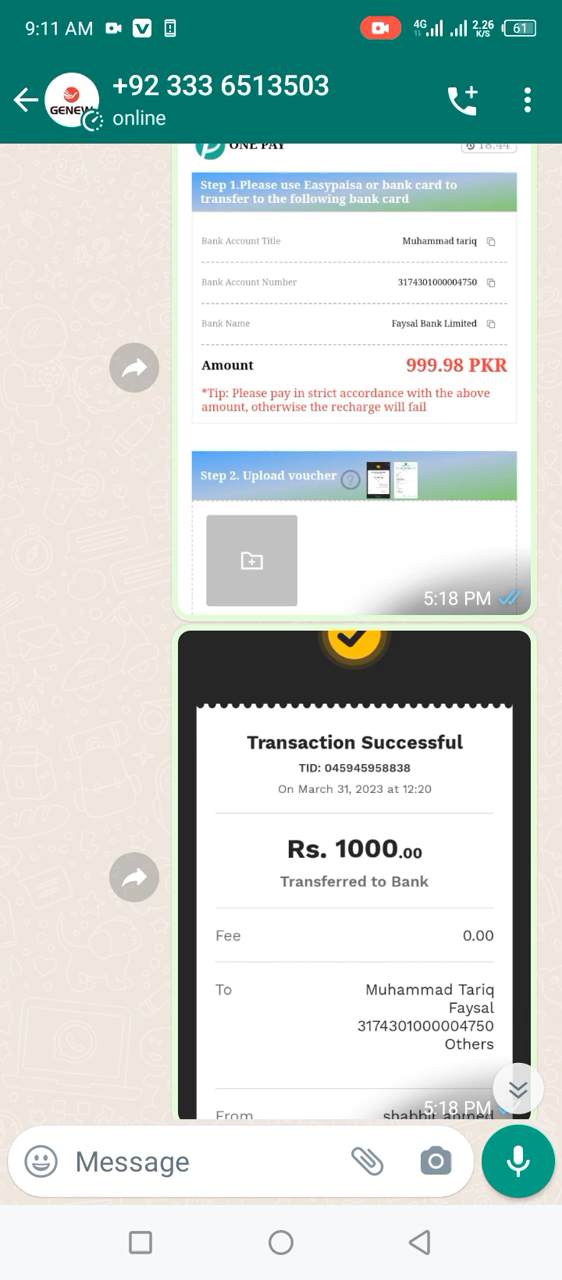 9:11 AM
4G
2.26
K/S
61
+92 333 6513503
GENEW
online
ONE PAY
18:44
Step 1.Please use Easypaisa or bank card to
transfer to the following bank card
Bank Account Title Muhammad tariq
Bank Account Number 3174301000004750
Bank Name Faysal Bank Limited
Amount 999.98 PKR
*Tip: Please pay in strict accordance with the above
amount, otherwise the recharge will fail
Step 2. Upload voucher ?
5:18 PM
Transaction Successful
TID: 045945958838
On March 31, 2023 at 12:20
Rs. 1000.00
Transferred to Bank
Fee 0.00
To Muhammad Tariq
Faysal
3174301000004750
Others
From shabbir ahmed
5:18 PM
Message